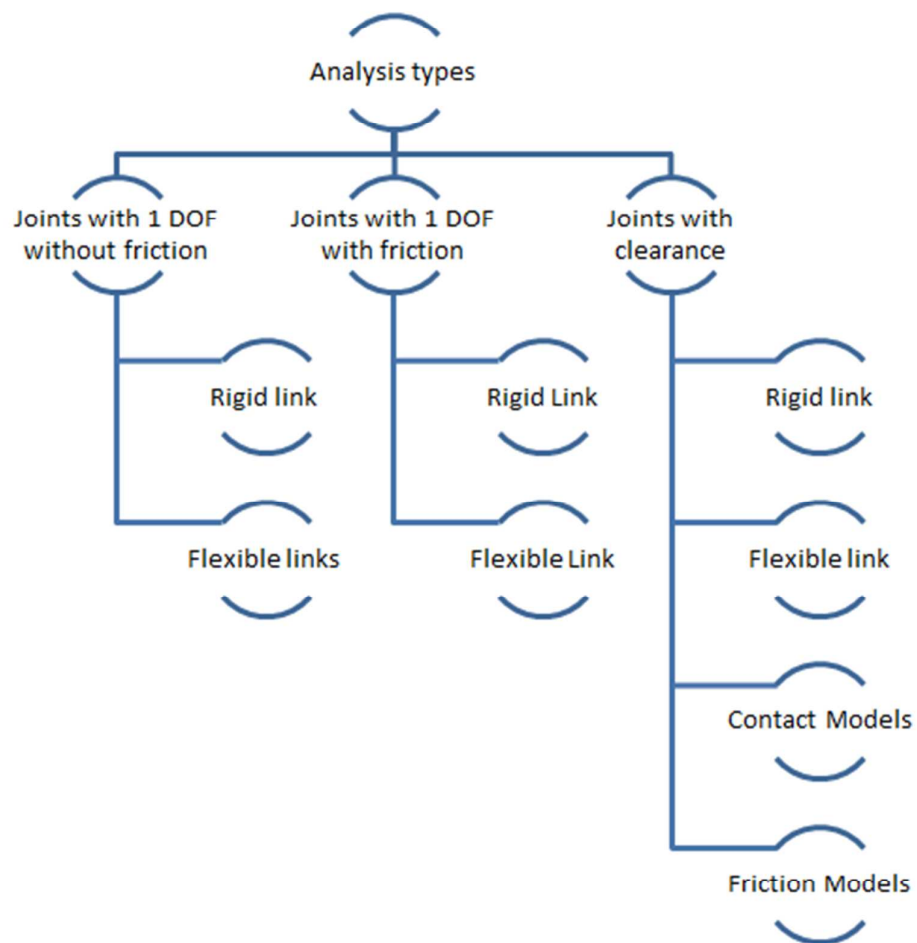 Analysis types
Joints with 1 DOF
without friction
Joints with 1 DOF
with friction
Joints with
clearance
Rigid link
Rigid Link
Rigid link
Flexible links
Flexible Link
Flexible link
Contact Models
Friction Models